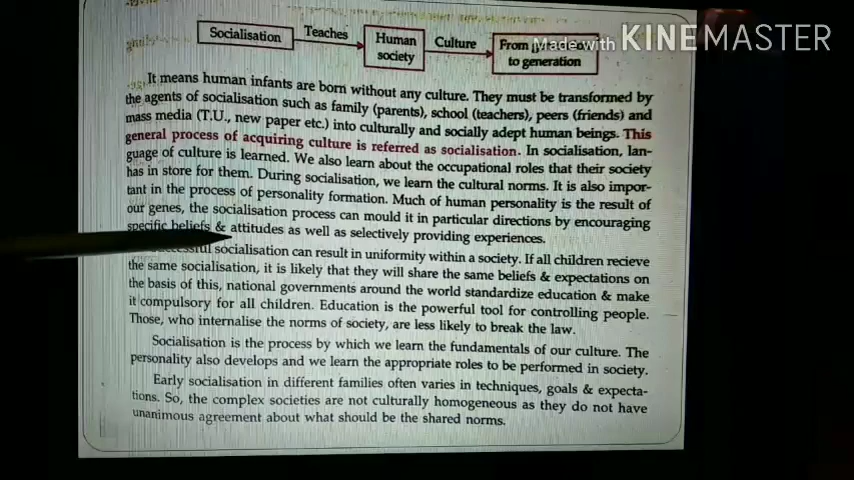 Made with KINEMASTER
Socialisation Teaches Human society Culture From to generation
It means human infants are born without any culture. They must be transformed by
the agents of socialisation such as family (parents), school (teachers), peers (friends) and
mass media (T.U., new paper etc.) into culturally and socially adept human beings. This
general process of acquiring culture is referred as socialisation. In socialisation, lan-
guage of culture is learned. We also learn about the occupational roles that their society
has in store for them. During socialisation, we learn the cultural norms. It is also impor-
tant in the process of personality formation. Much of human personality is the result of
our genes, the socialisation process can mould it in particular directions by encouraging
specific beliefs & attitudes as well as selectively providing experiences.
socialisation can result in uniformity within a society. If all children recieve
the same socialisation, it is likely that they will share the same beliefs & expectations on
the basis of this, national governments around the world standardize education & make
it compulsory for all children. Education is the powerful tool for controlling people.
Those, who internalise the norms of society, are less likely to break the law.
Socialisation is the process by which we learn the fundamentals of our culture. The
personality also develops and we learn the appropriate roles to be performed in society.
Early socialisation in different families often varies in techniques, goals & expecta-
tions. So, the complex societies are not culturally homogeneous as they do not have
unanimous agreement about what should be the shared norms.